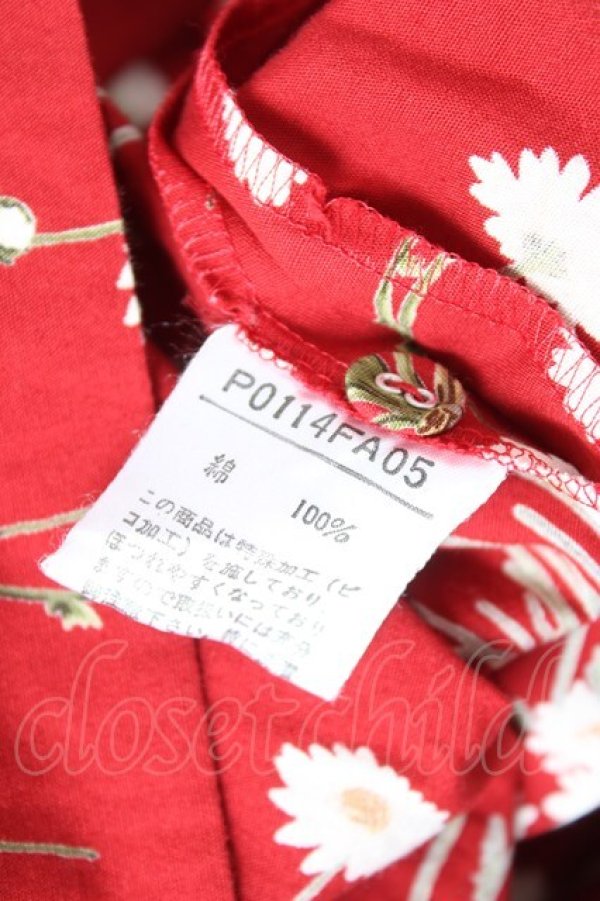 P0114FA05
綿 100%
この商品は特殊加工(ピ
コ加工)を施しており
ほつれやすくなっており
ますので取扱いには充分
closetchild